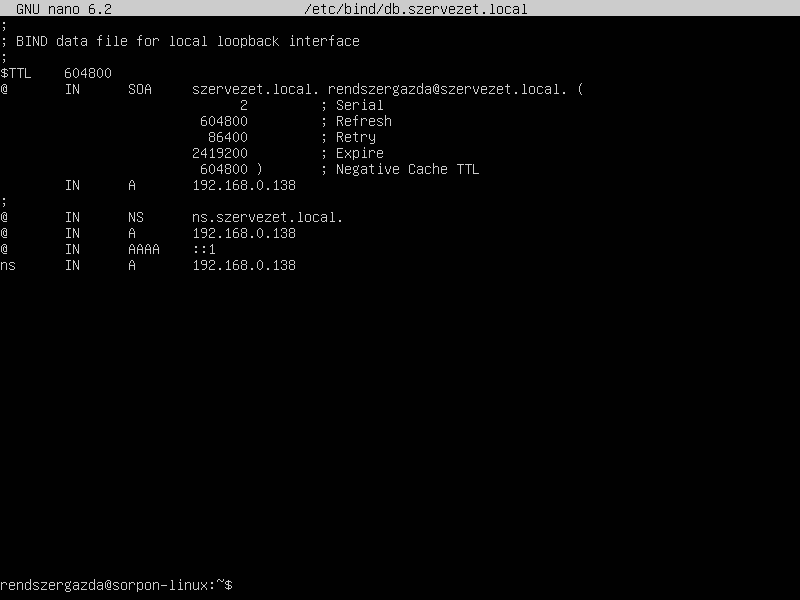 GNU nano 6.2 /etc/bind/db.szervezet.local
;
; BIND data file for local loopback interface
;
$TTL 604800
@ IN SOA szervezet.local. rendszergazda@szervezet.local. (
2 ; Serial
604800 ; Refresh
86400 ; Retry
2419200 ; Expire
604800 ) ; Negative Cache TTL
IN A 192.168.0.138
;
@ IN NS ns.szervezet.local.
@ IN A 192.168.0.138
@ IN AAAA ::1
ns IN A 192.168.0.138
rendszergazda@sorpon-linux:~$